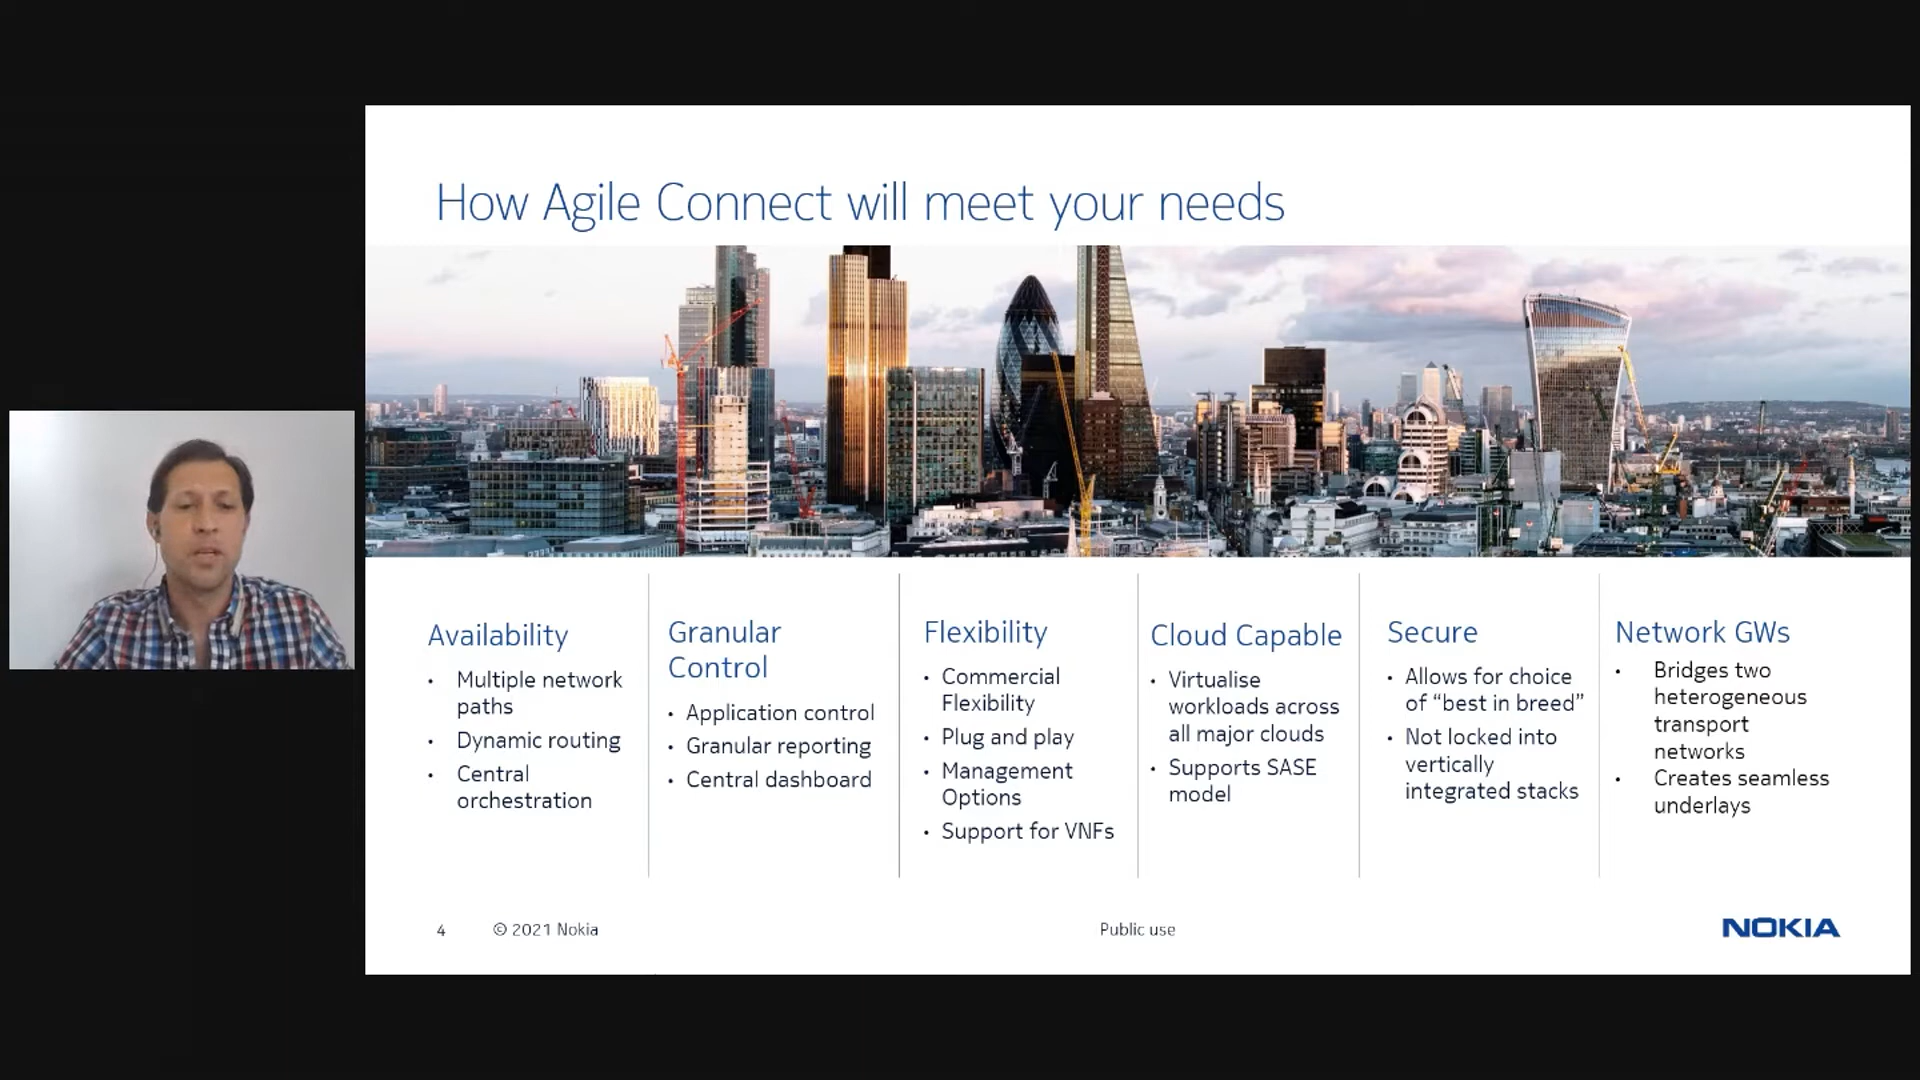 How Agile Connect will meet your needs
Availability
• Multiple network
paths
• Dynamic routing
• Central
orchestration
Granular
Control
• Application control
• Granular reporting
• Central dashboard
Flexibility
• Commercial
Flexibility
• Plug and play
• Management
Options
• Support for VNFs
Cloud Capable
• Virtualise
workloads across
all major clouds
• Supports SASE
model
Secure
• Allows for choice
of “best in breed”
• Not locked into
vertically
integrated stacks
Network GWs
• Bridges two
heterogeneous
transport
networks
• Creates seamless
underlays
4
© 2021 Nokia
Public use
NOKIA